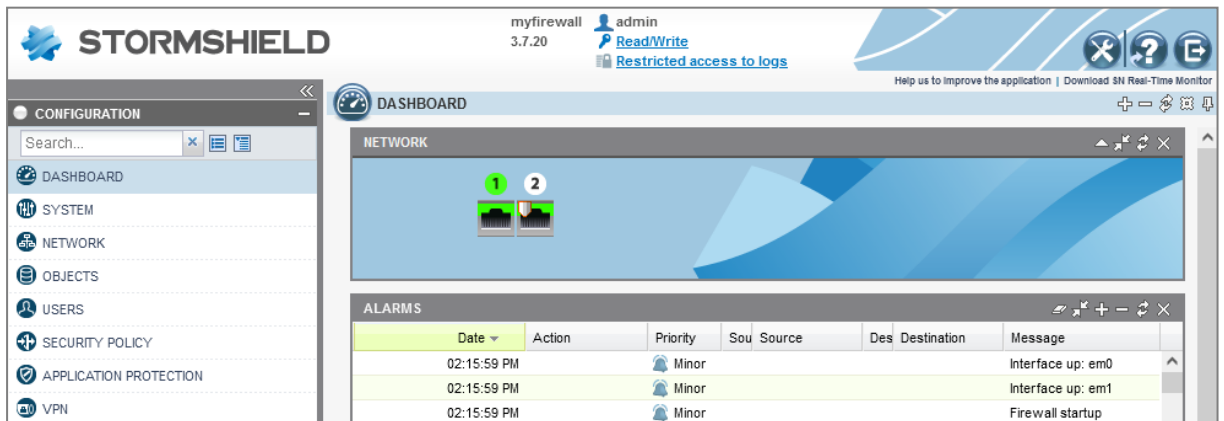 STORMSHIELD
myfirewall admin
3.7.20 Read/Write
Restricted access to logs
Help us to improve the application | Download SN Real-Time Monitor
CONFIGURATION
Search...
DASHBOARD
SYSTEM
NETWORK
OBJECTS
USERS
SECURITY POLICY
APPLICATION PROTECTION
VPN
DASHBOARD
NETWORK
1 2
ALARMS
Date Action Priority Sou Source Des Destination Message
02:15:59 PM Minor Interface up: em0
02:15:59 PM Minor Interface up: em1
02:15:59 PM Minor Firewall startup